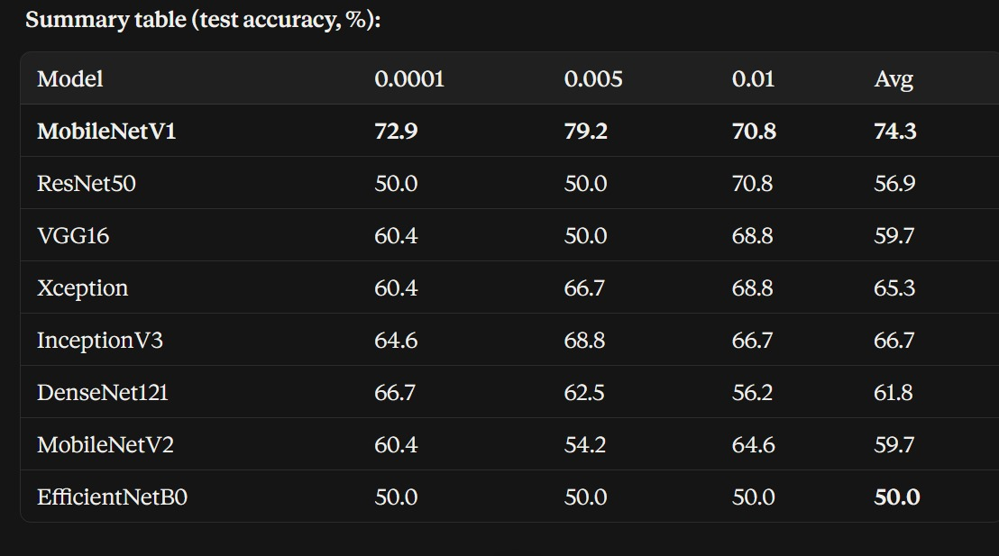 Summary table (test accuracy, %):
Model 0.0001 0.005 0.01 Avg
MobileNetV1 72.9 79.2 70.8 74.3
ResNet50 50.0 50.0 70.8 56.9
VGG16 60.4 50.0 68.8 59.7
Xception 60.4 66.7 68.8 65.3
InceptionV3 64.6 68.8 66.7 66.7
DenseNet121 66.7 62.5 56.2 61.8
MobileNetV2 60.4 54.2 64.6 59.7
EfficientNetB0 50.0 50.0 50.0 50.0